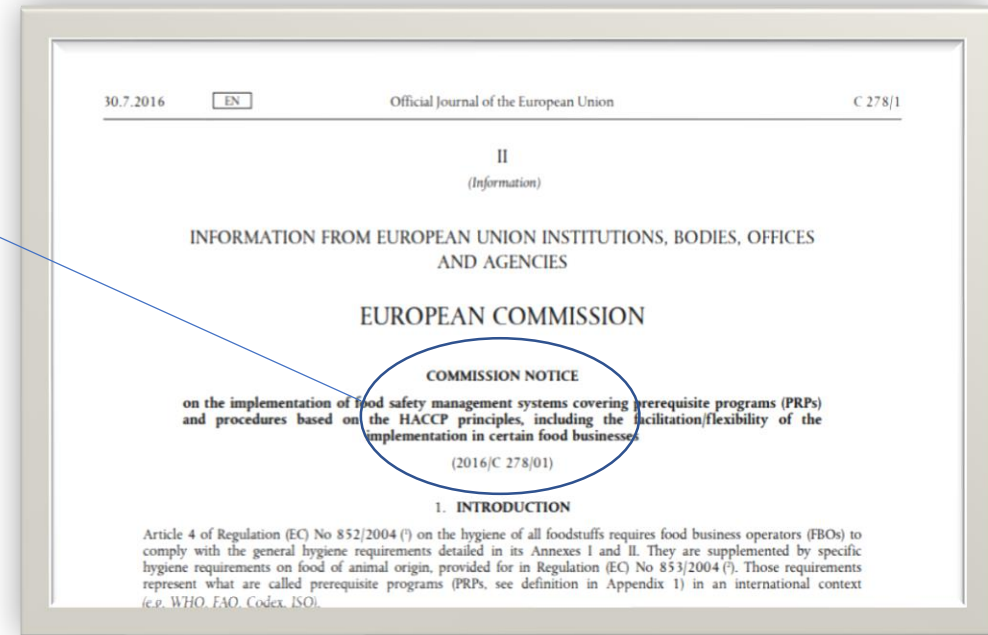 30.7.2016 EN Official Journal of the European Union C 278/1
II
(Information)
INFORMATION FROM EUROPEAN UNION INSTITUTIONS, BODIES, OFFICES
AND AGENCIES
EUROPEAN COMMISSION
COMMISSION NOTICE
on the implementation of food safety management systems covering prerequisite programs (PRPs)
and procedures based on the HACCP principles, including the facilitation/flexibility of the
implementation in certain food businesses
(2016/C 278/01)
1. INTRODUCTION
Article 4 of Regulation (EC) No 852/2004 (¹) on the hygiene of all foodstuffs requires food business operators (FBOs) to
comply with the general hygiene requirements detailed in its Annexes I and II. They are supplemented by specific
hygiene requirements on food of animal origin, provided for in Regulation (EC) No 853/2004 (²). Those requirements
represent what are called prerequisite programs (PRPs, see definition in Appendix 1) in an international context
(e.g. WHO, FAO, Codex, ISO).